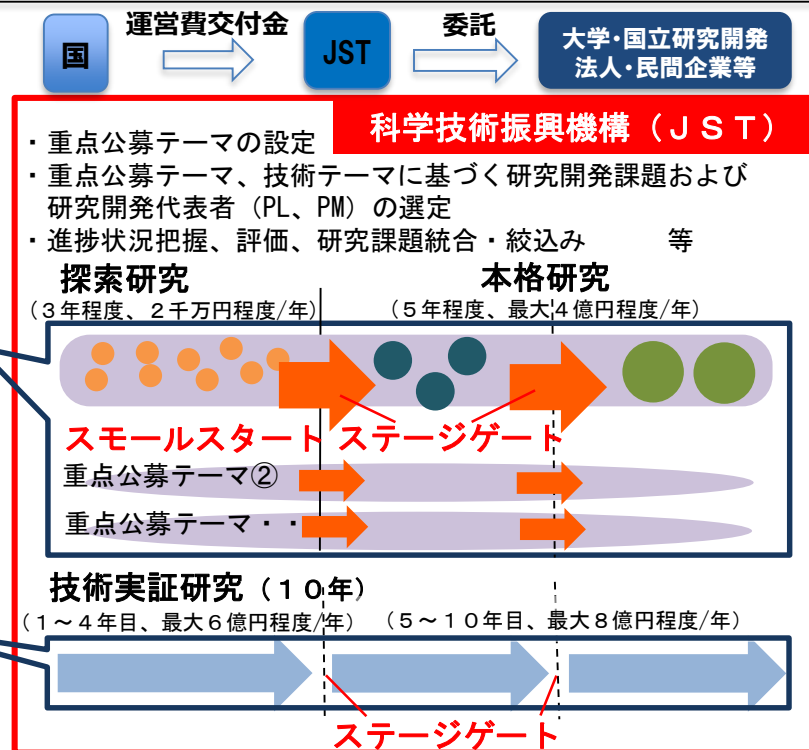 運営費交付金
委託
国
JST
大学・国立研究開発
法人・民間企業等
科学技術振興機構（ＪＳＴ）
・重点公募テーマの設定
・重点公募テーマ、技術テーマに基づく研究開発課題および
研究開発代表者（PL、PM）の選定
・進捗状況把握、評価、研究課題統合・絞込み　　等
探索研究
本格研究
（３年程度、２千万円程度/年）
（５年程度、最大４億円程度/年）
スモールスタート
ステージゲート
重点公募テーマ②
重点公募テーマ・・
技術実証研究（１０年）
（１～４年目、最大６億円程度/年）
（５～１０年目、最大８億円程度/年）
ステージゲート